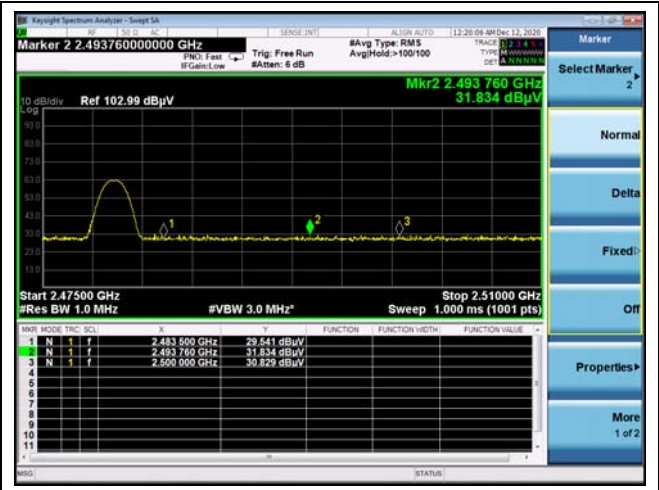 Keysight Spectrum Analyzer - Swept SA
RF 50 Ω AC SENSE:INT ALIGN AUTO 12:20:06 AM Dec 12, 2020
Marker 2 2.493760000000 GHz
PNO: Fast
IFGain:Low
Trig: Free Run
#Atten: 6 dB
#Avg Type: RMS
Avg|Hold:>100/100
TRACE 1 2 3 4 5 6
TYPE M
DET A N N N N N
Mkr2 2.493 760 GHz
31.834 dBµV
10 dB/div Ref 102.99 dBµV
Log
93.0
83.0
73.0
63.0
53.0
43.0
33.0
23.0
13.0
1
2
3
Start 2.47500 GHz
Stop 2.51000 GHz
#Res BW 1.0 MHz #VBW 3.0 MHz* Sweep 1.000 ms (1001 pts)
MKR MODE TRC SCL X Y FUNCTION FUNCTION WIDTH FUNCTION VALUE
1 N 1 f 2.483 500 GHz 29.541 dBµV
2 N 1 f 2.493 760 GHz 31.834 dBµV
3 N 1 f 2.500 000 GHz 30.829 dBµV
4
5
6
7
8
9
10
11
MSG STATUS
Marker
Select Marker
2
Normal
Delta
Fixed
Off
Properties
More
1 of 2